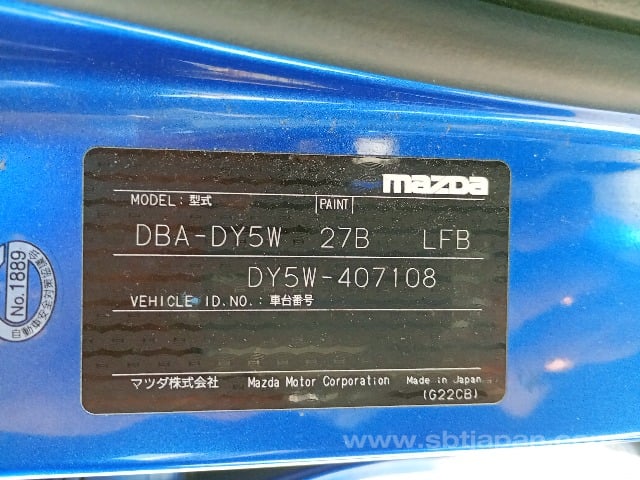 mazda
MODEL: 型式 PAINT
DBA-DY5W 27B LFB
DY5W-407108
VEHICLE ID.NO.: 車台番号
マツダ株式会社 Mazda Motor Corporation Made in Japan
(G22CB)
No.1889
www.sbtjapan.co